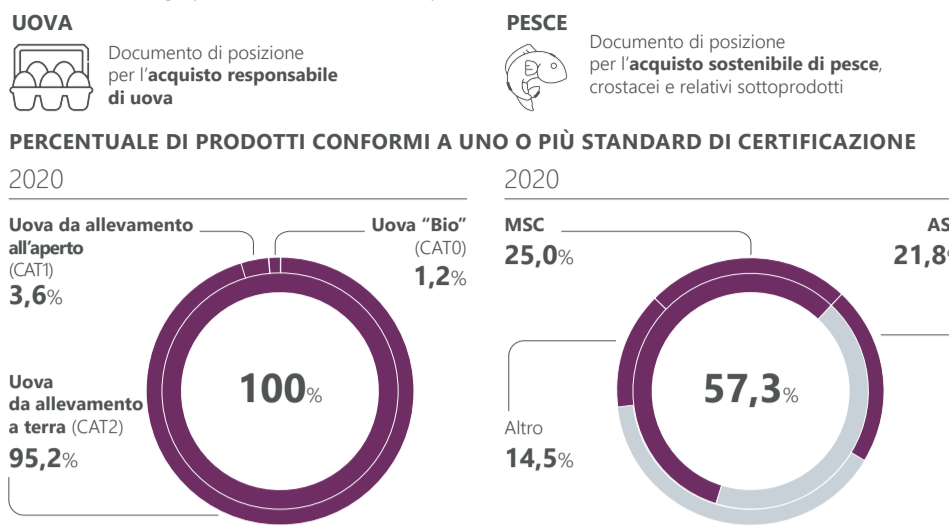 UOVA
Documento di posizione
per l’acquisto responsabile
di uova
PESCE
Documento di posizione
per l’acquisto sostenibile di pesce,
crostacei e relativi sottoprodotti
PERCENTUALE DI PRODOTTI CONFORMI A UNO O PIÙ STANDARD DI CERTIFICAZIONE
2020
Uova da allevamento
all’aperto
(CAT1)
3,6%
Uova “Bio”
(CAT0)
1,2%
100%
Uova
da allevamento
a terra (CAT2)
95,2%
2020
MSC
25,0%
21,8%
57,3%
Altro
14,5%